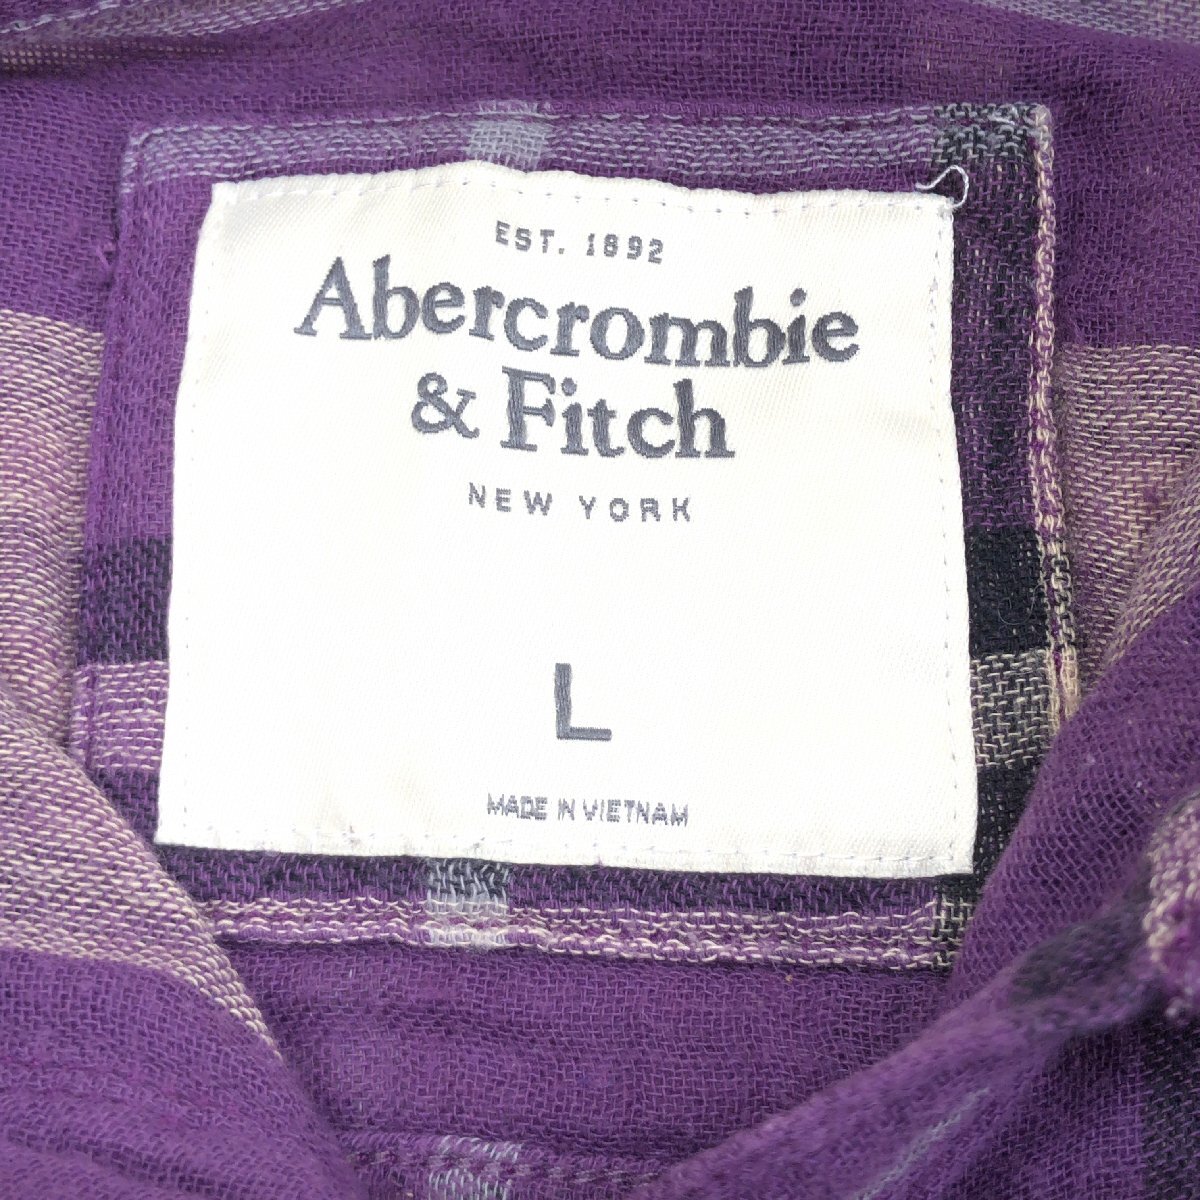 EST. 1892
Abercrombie
& Fitch
NEW YORK
L
MADE IN VIETNAM